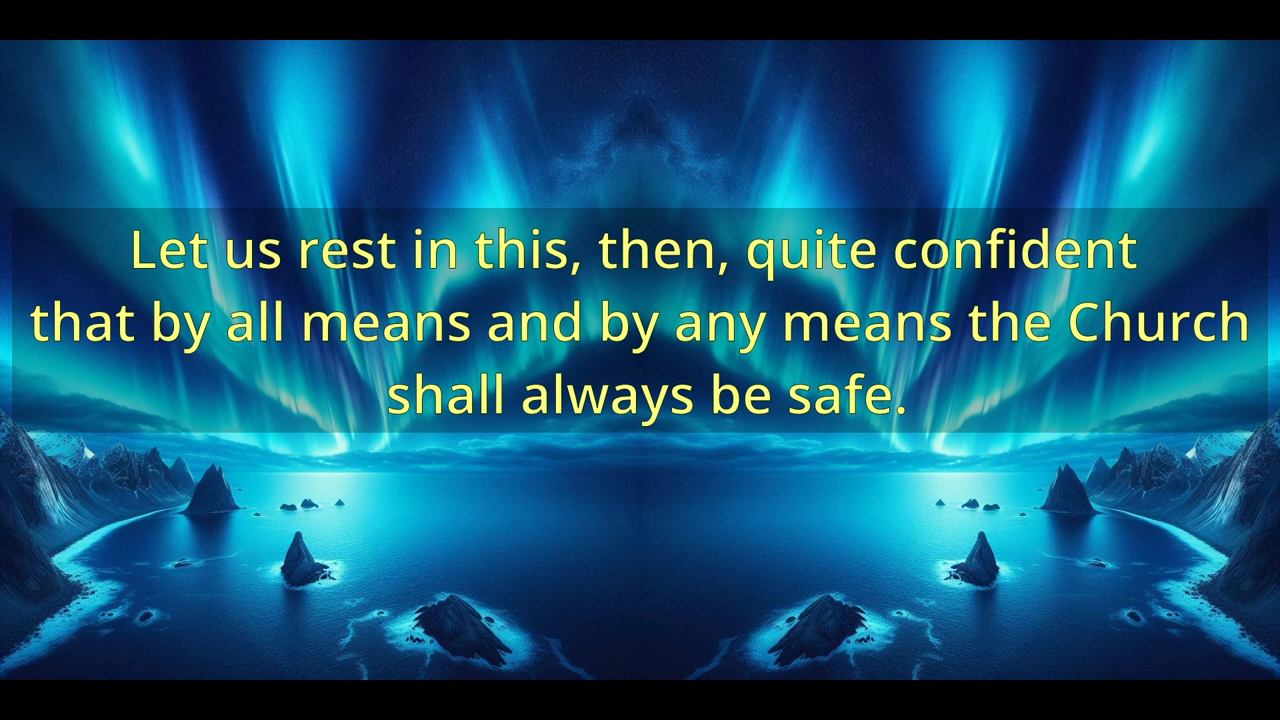 Let us rest in this, then, quite confident
that by all means and by any means the Church
shall always be safe.